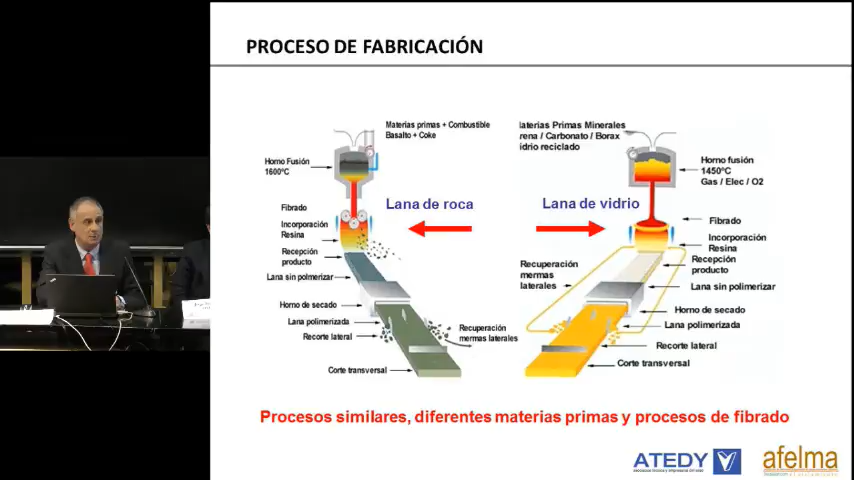 PROCESO DE FABRICACIÓN
Materias primas + Combustible
Basalto + Coke
Horno Fusión
1600ºC
Lana de roca
Fibrado
Incorporación
Resina
Recepción
producto
Lana sin polmerizar
Horno de secado
Lana polimerizada
Recorte lateral
Recuperación
mermas laterales
Corte transversal
laterias Primas Minerales
rena / Carbonato / Borax
idrio reciclado
Horno fusión
1450ºC
Gas / Elec / O2
Lana de vidrio
Fibrado
Incorporación
Resina
Recepción
producto
Recuperación
mermas
laterales
Lana sin polimerizar
Horno de secado
Lana polimerizada
Recorte lateral
Corte transversal
Procesos similares, diferentes materias primas y procesos de fibrado
ATEDY
afelma